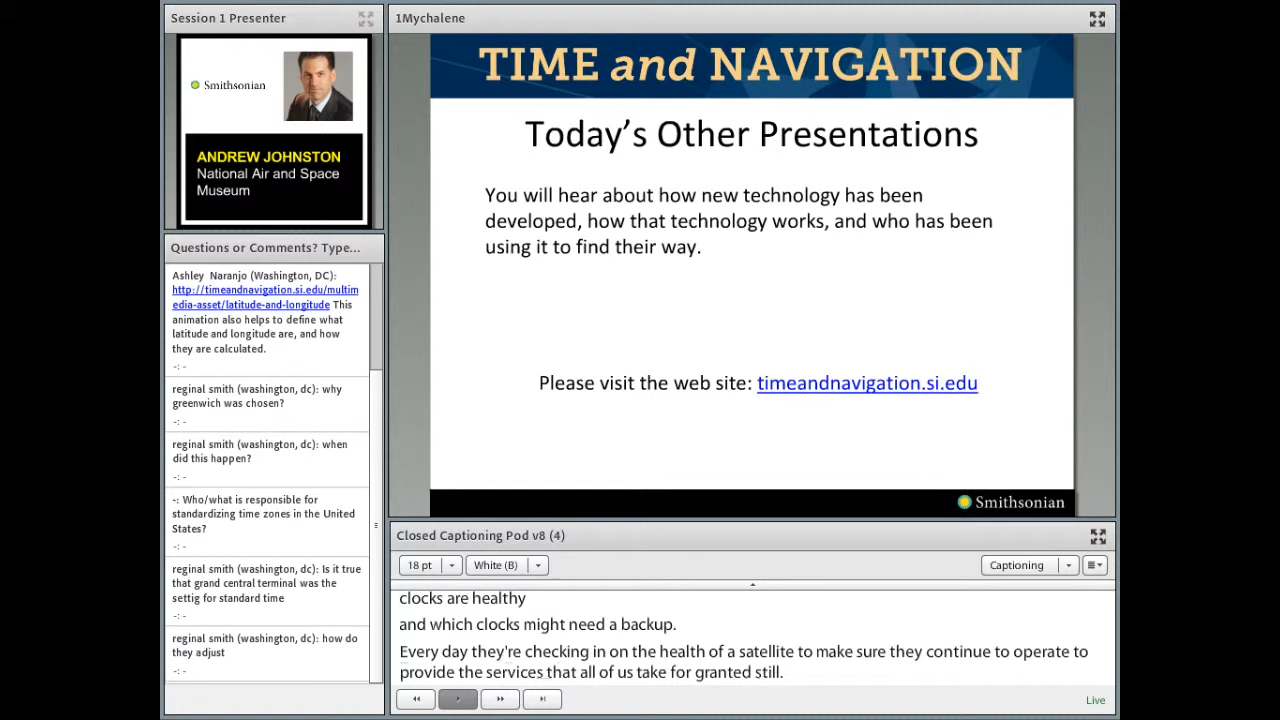 Session 1 Presenter
Smithsonian
ANDREW JOHNSTON
National Air and Space
Museum
Questions or Comments? Type...
Ashley Naranjo (Washington, DC):
http://timeandnavigation.si.edu/multim
edia-asset/latitude-and-longitude This
animation also helps to define what
latitude and longitude are, and how
they are calculated.
-: -
reginal smith (washington, dc): why
greenwich was chosen?
-: -
reginal smith (washington, dc): when
did this happen?
-: -
-: Who/what is responsible for
standardizing time zones in the United
States?
-: -
reginal smith (washington, dc): Is it true
that grand central terminal was the
settig for standard time
-: -
reginal smith (washington, dc): how do
they adjust
-: -
1Mychalene
TIME and NAVIGATION
Today's Other Presentations
You will hear about how new technology has been
developed, how that technology works, and who has been
using it to find their way.
Please visit the web site: timeandnavigation.si.edu
Smithsonian
Closed Captioning Pod v8 (4)
18 pt White (B) Captioning
clocks are healthy
and which clocks might need a backup.
Every day they're checking in on the health of a satellite to make sure they continue to operate to
provide the services that all of us take for granted still.
Live